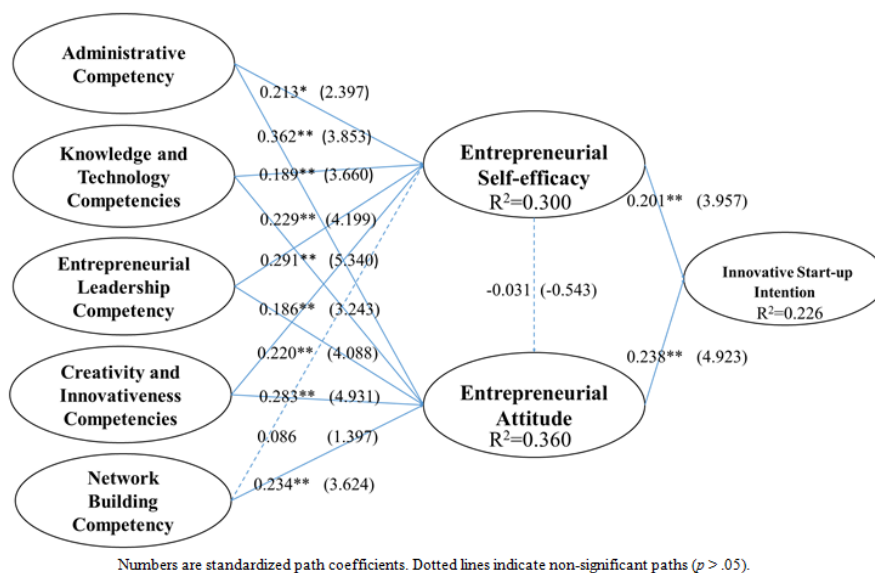 Administrative
Competency
Knowledge and
Technology
Competencies
Entrepreneurial
Leadership
Competency
Creativity and
Innovativeness
Competencies
Network
Building
Competency
0.213* (2.397)
0.362** (3.853)
0.189** (3.660)
0.229** (4.199)
0.291** (5.340)
0.186** (3.243)
0.220** (4.088)
0.283** (4.931)
0.086 (1.397)
0.234** (3.624)
Entrepreneurial
Self-efficacy
R²=0.300
-0.031 (-0.543)
Entrepreneurial
Attitude
R²=0.360
0.201** (3.957)
0.238** (4.923)
Innovative Start-up
Intention
R²=0.226
Numbers are standardized path coefficients. Dotted lines indicate non-significant paths (p > .05).